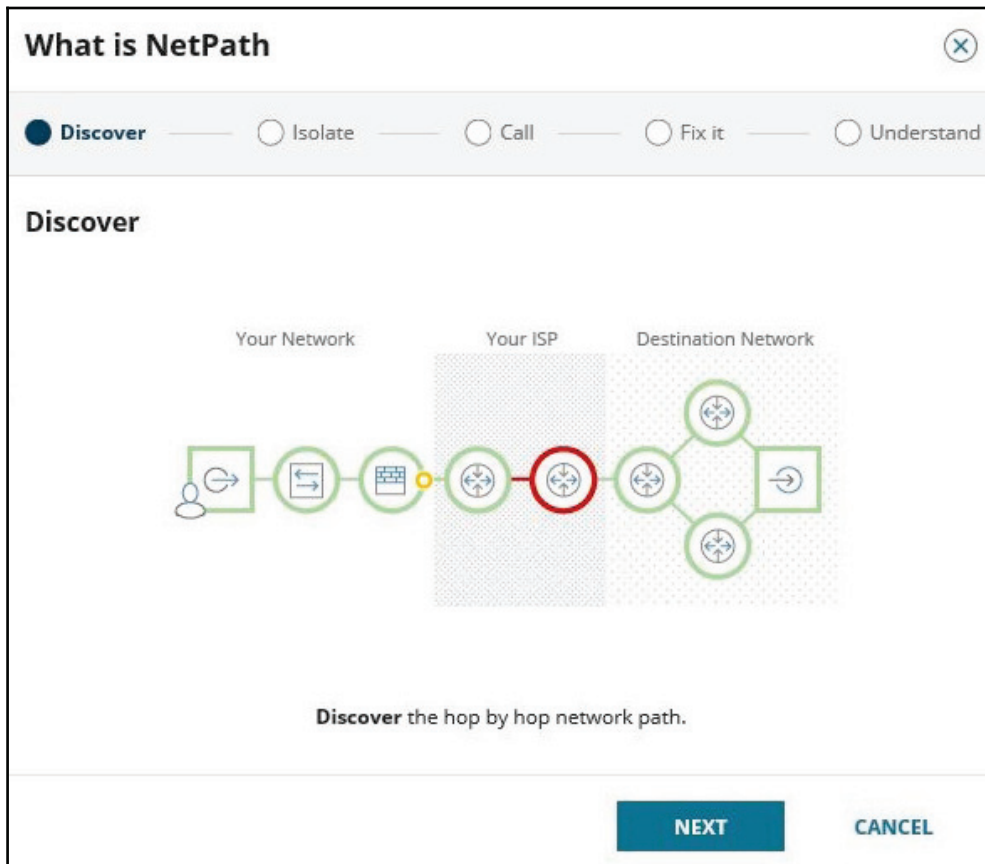 What is NetPath
Discover Isolate Call Fix it Understand
Discover
Your Network Your ISP Destination Network
Discover the hop by hop network path.
NEXT CANCEL